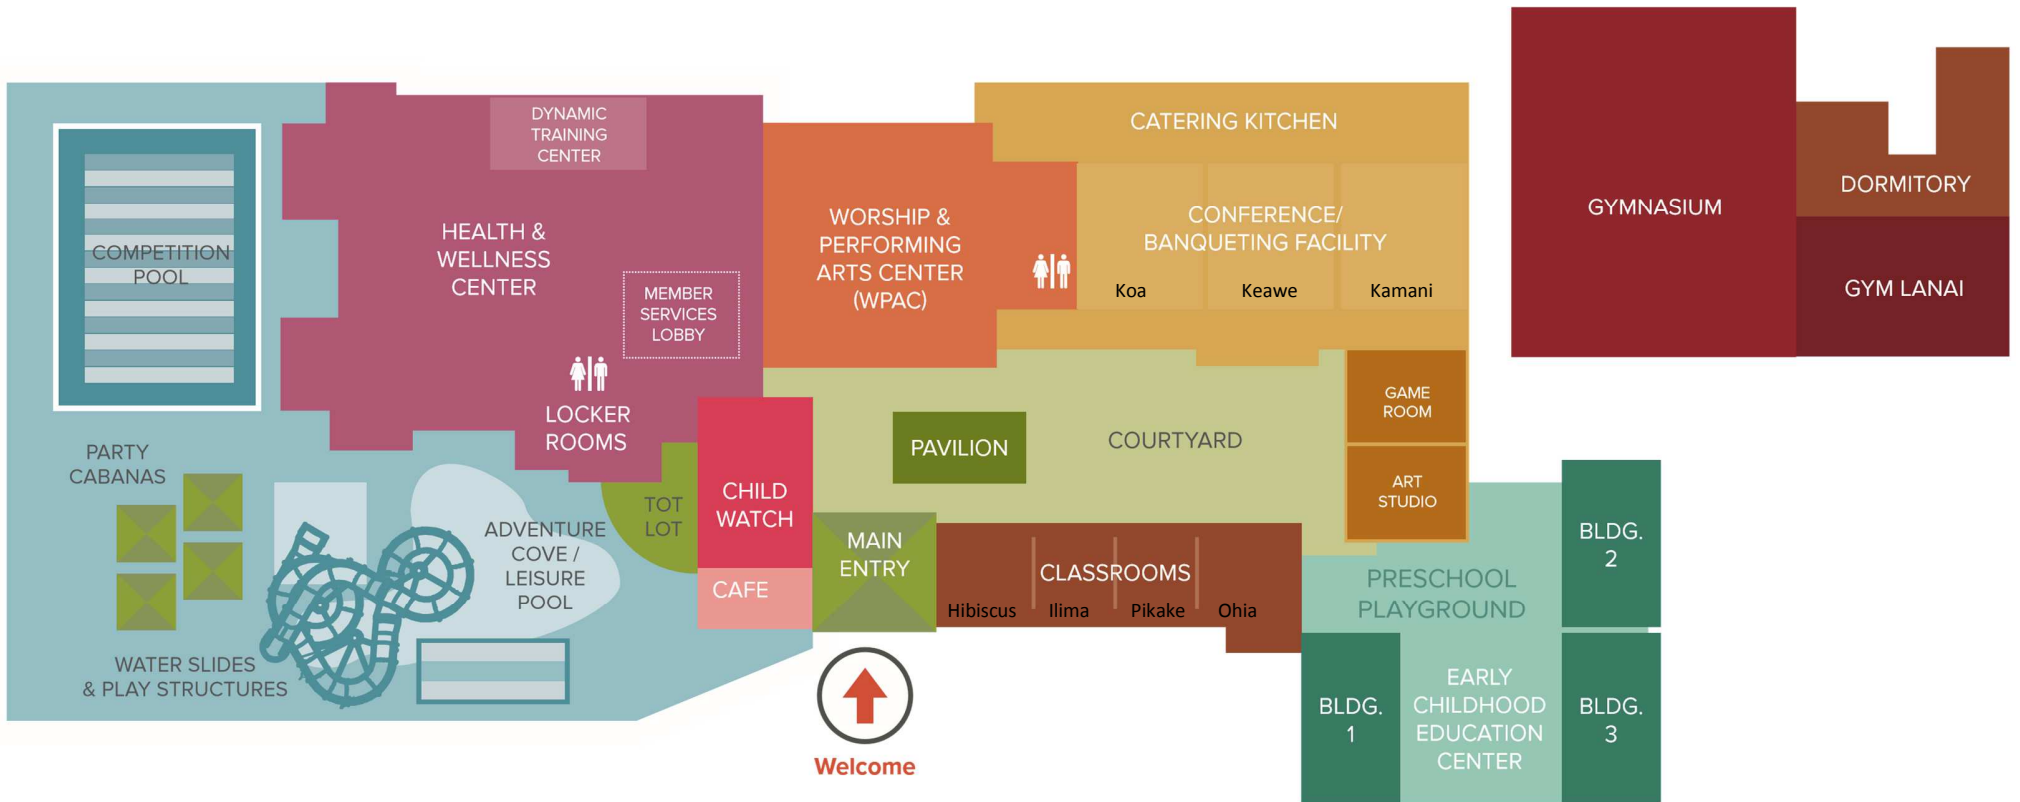 DYNAMIC
TRAINING
CENTER
HEALTH &
WELLNESS
CENTER
MEMBER
SERVICES
LOBBY
LOCKER
ROOMS
COMPETITION
POOL
PARTY
CABANAS
WATER SLIDES
& PLAY STRUCTURES
ADVENTURE
COVE /
LEISURE
POOL
TOT
LOT
CHILD
WATCH
CAFE
MAIN
ENTRY
Welcome
WORSHIP &
PERFORMING
ARTS CENTER
(WPAC)
CATERING KITCHEN
CONFERENCE/
BANQUETING FACILITY
Koa Keawe Kamani
PAVILION
COURTYARD
GAME
ROOM
ART
STUDIO
CLASSROOMS
Hibiscus Ilima Pikake Ohia
PRESCHOOL
PLAYGROUND
BLDG.
2
BLDG.
1
EARLY
CHILDHOOD
EDUCATION
CENTER
BLDG.
3
GYMNASIUM
DORMITORY
GYM LANAI